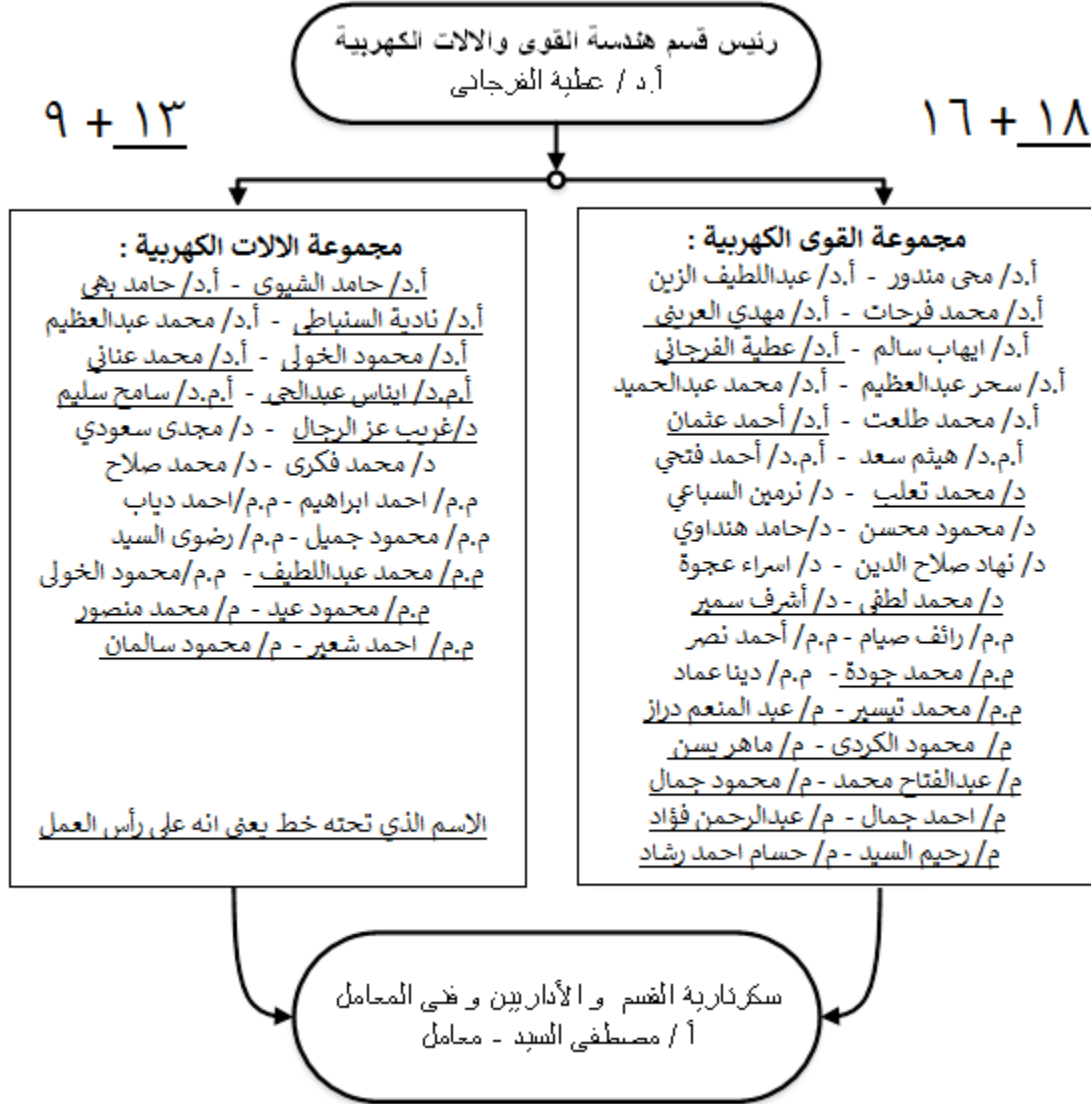 رئيس قسم هندسة القوى والالات الكهربية
أ.د / عطية الفرجانى
١٨ + ١٦
١٣ + ٩
مجموعة القوى الكهربية :
أ.د/ محى مندور - أ.د/ عبداللطيف الزين
أ.د/ محمد فرحات - أ.د/ مهدي العرينى
أ.د/ ايهاب سالم - أ.د/ عطية الفرجاني
أ.د/ سحر عبدالعظيم - أ.د/ محمد عبدالحميد
أ.د/ محمد طلعت - أ.د/ أحمد عثمان
أ.م.د/ هيثم سعد - أ.م.د/ أحمد فتحي
د/ محمد تعلب - د/ نرمين السباعي
د/ محمود محسن - د/حامد هنداوي
د/ نهاد صلاح الدين - د/ اسراء عجوة
د/ محمد لطفى - د/ أشرف سمير
م.م/ رائف صيام - م.م/ أحمد نصر
م.م/ محمد جودة - م.م/ دينا عماد
م.م/ محمد تيسير - م/ عبد المنعم دراز
م/ محمود الكردى - م/ ماهر يسن
م/ عبدالفتاح محمد - م/ محمود جمال
م/ احمد جمال - م/ عبدالرحمن فؤاد
م/ رحيم السيد - م/ حسام احمد رشاد
مجموعة الالات الكهربية :
أ.د/ حامد الشيوى - أ.د/ حامد بهى
أ.د/ نادية السنباطى - أ.د/ محمد عبدالعظيم
أ.د/ محمود الخولى - أ.د/ محمد عناني
أ.م.د/ ايناس عبدالحى - أ.م.د/ سامح سليم
د/غريب عز الرجال - د/ مجدى سعودي
د/ محمد فكرى - د/ محمد صلاح
م.م/ احمد ابراهيم - م.م/احمد دياب
م.م/ محمود جميل - م.م/ رضوى السيد
م.م/ محمد عبداللطيف - م.م/محمود الخولى
م.م/ محمود عيد - م/ محمد منصور
م.م/ احمد شعير - م/ محمود سالمان
الاسم الذي تحته خط يعنى انه على رأس العمل
سكرتارية القسم و الأداريين و فنى المعامل
أ / مصطفى السيد - معامل